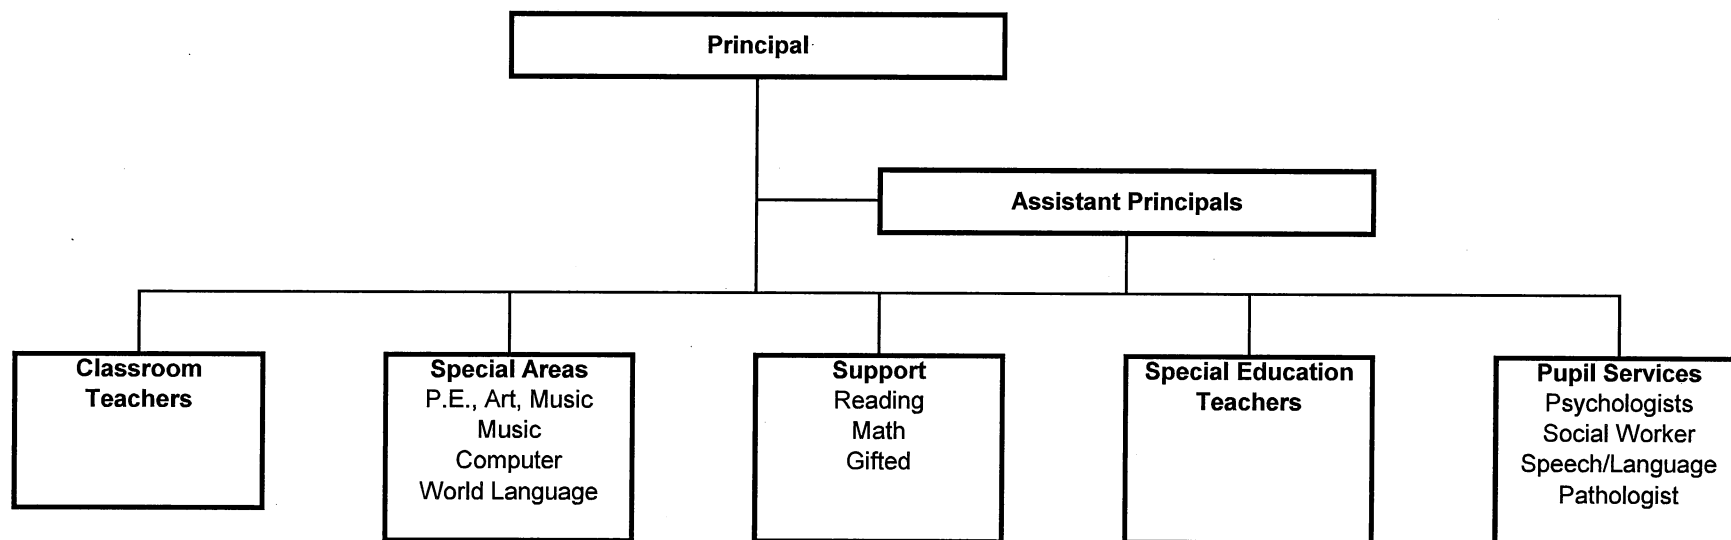 Principal
Assistant Principals
Classroom
Teachers
Special Areas
P.E., Art, Music
Music
Computer
World Language
Support
Reading
Math
Gifted
Special Education
Teachers
Pupil Services
Psychologists
Social Worker
Speech/Language
Pathologist